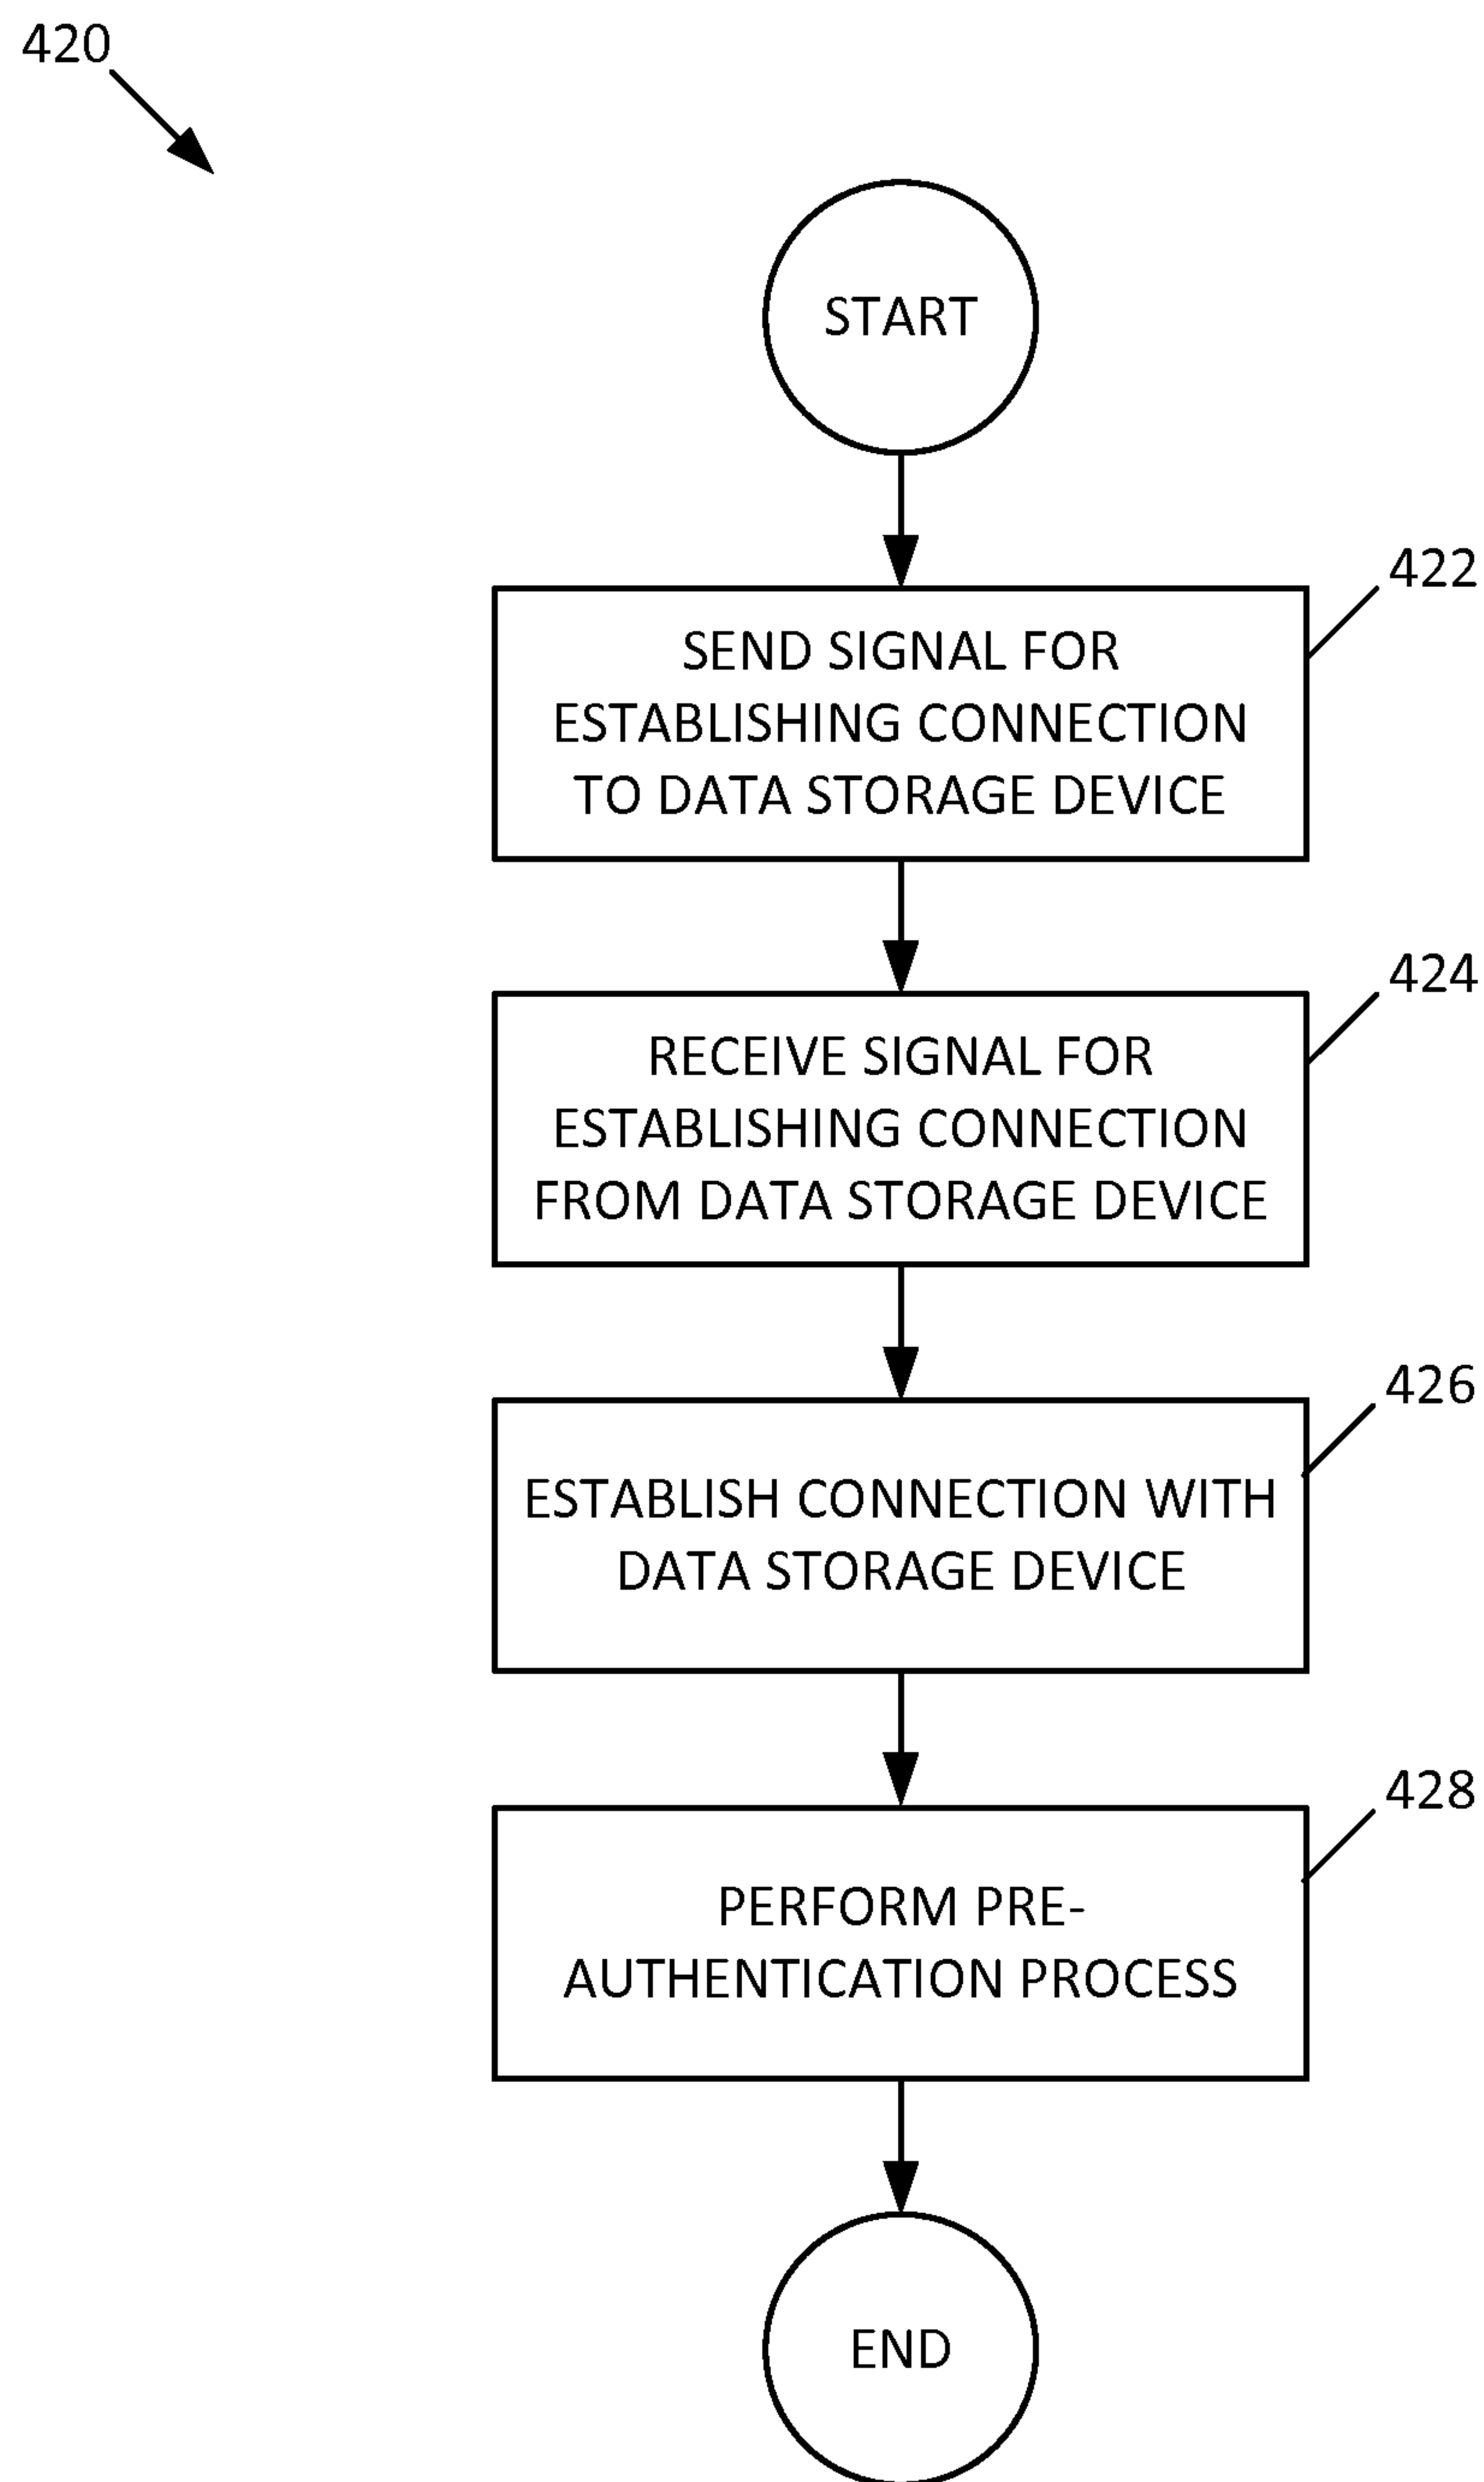 420
START
422
SEND SIGNAL FOR
ESTABLISHING CONNECTION
TO DATA STORAGE DEVICE
424
RECEIVE SIGNAL FOR
ESTABLISHING CONNECTION
FROM DATA STORAGE DEVICE
426
ESTABLISH CONNECTION WITH
DATA STORAGE DEVICE
428
PERFORM PRE-
AUTHENTICATION PROCESS
END